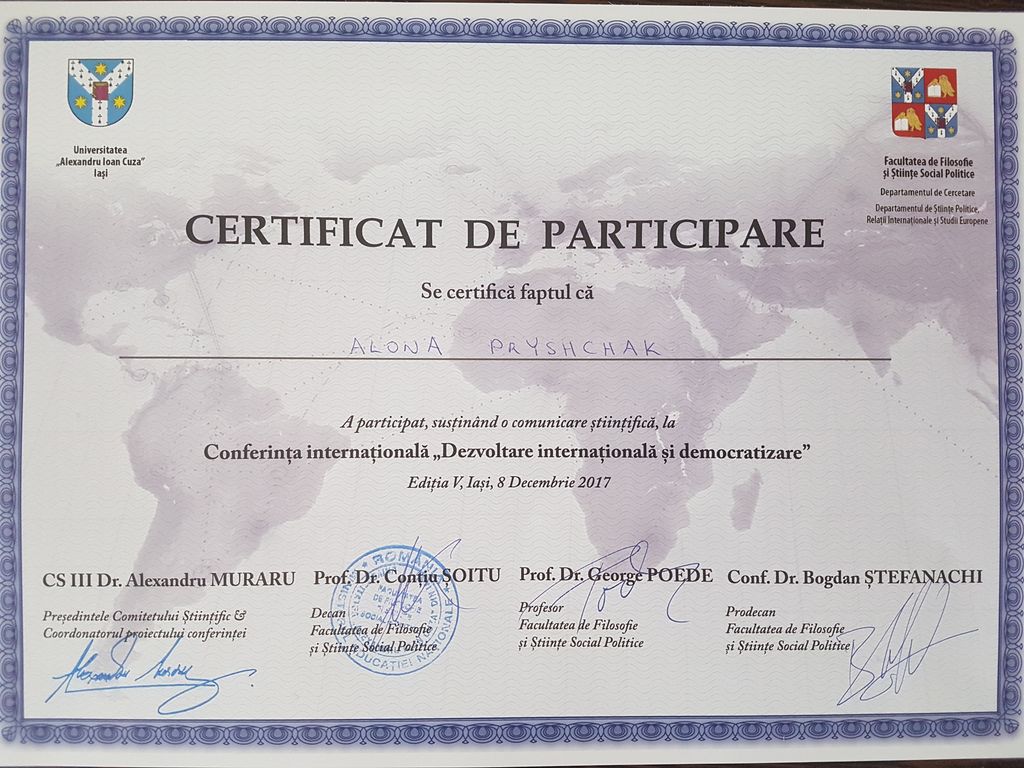 Universitatea
„Alexandru Ioan Cuza”
Iași
Facultatea de Filosofie
și Științe Social Politice
Departamentul de Cercetare
Departamentul de Științe Politice,
Relații Internaționale și Studii Europene
CERTIFICAT DE PARTICIPARE
Se certifică faptul că
ALONA PRYSHCHAK
A participat, susținând o comunicare științifică, la
Conferința internațională „Dezvoltare internațională și democratizare”
Ediția V, Iași, 8 Decembrie 2017
CS III Dr. Alexandru MURARU
Președintele Comitetului Științific &
Coordonatorul proiectului conferinței
Prof. Dr. Conțiu ȘOITU
Decan
Facultatea de Filosofie
și Științe Social Politice
Prof. Dr. George POEDE
Profesor
Facultatea de Filosofie
și Științe Social Politice
Conf. Dr. Bogdan ȘTEFANACHI
Prodecan
Facultatea de Filosofie
și Științe Social Politice
ROMÂNIA
EDUCAȚIEI NAȚIONALE
FACULTATEA